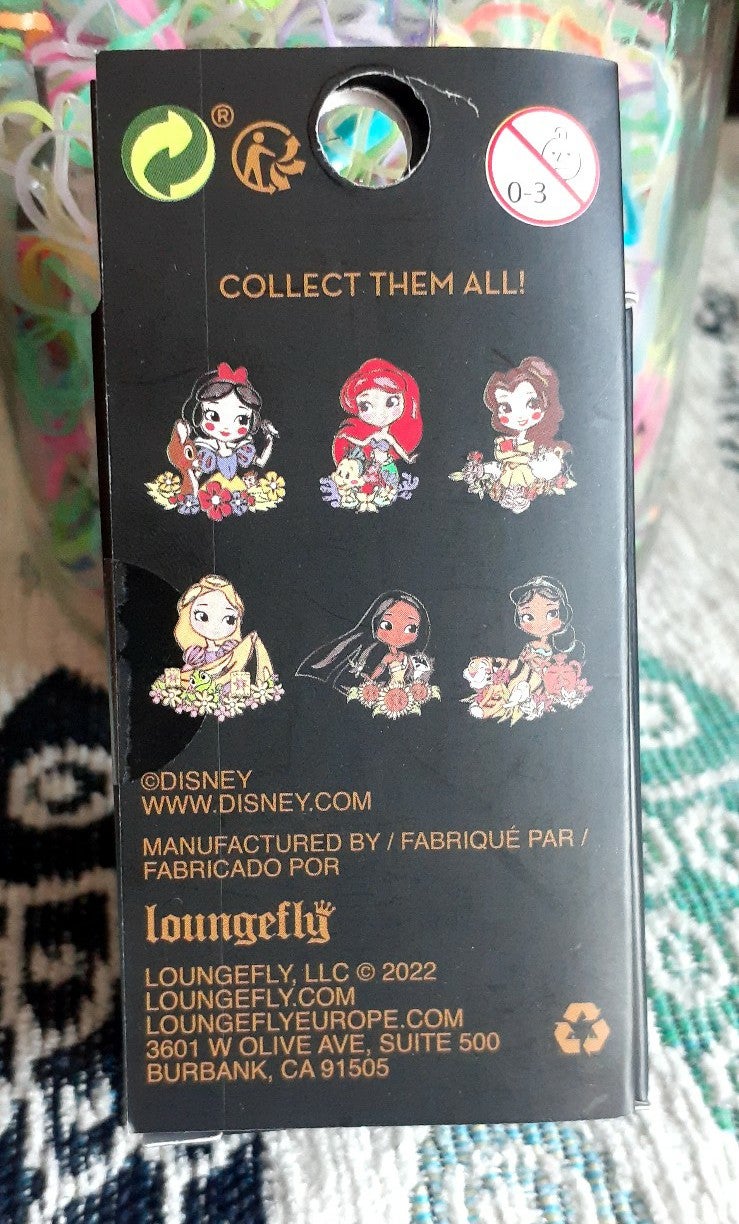 ®
0-3
COLLECT THEM ALL!
©DISNEY
WWW.DISNEY.COM
MANUFACTURED BY / FABRIQUÉ PAR /
FABRICADO POR
loungefly
LOUNGEFLY, LLC © 2022
LOUNGEFLY.COM
LOUNGEFLYEUROPE.COM
3601 W OLIVE AVE, SUITE 500
BURBANK, CA 91505